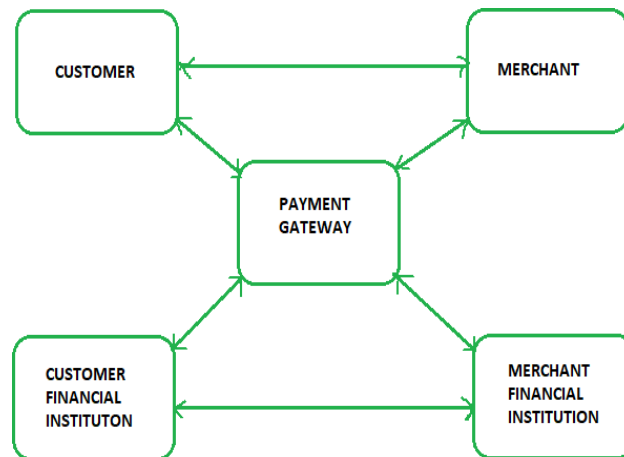 CUSTOMER
MERCHANT
PAYMENT
GATEWAY
CUSTOMER
FINANCIAL
INSTITUTON
MERCHANT
FINANCIAL
INSTITUTION